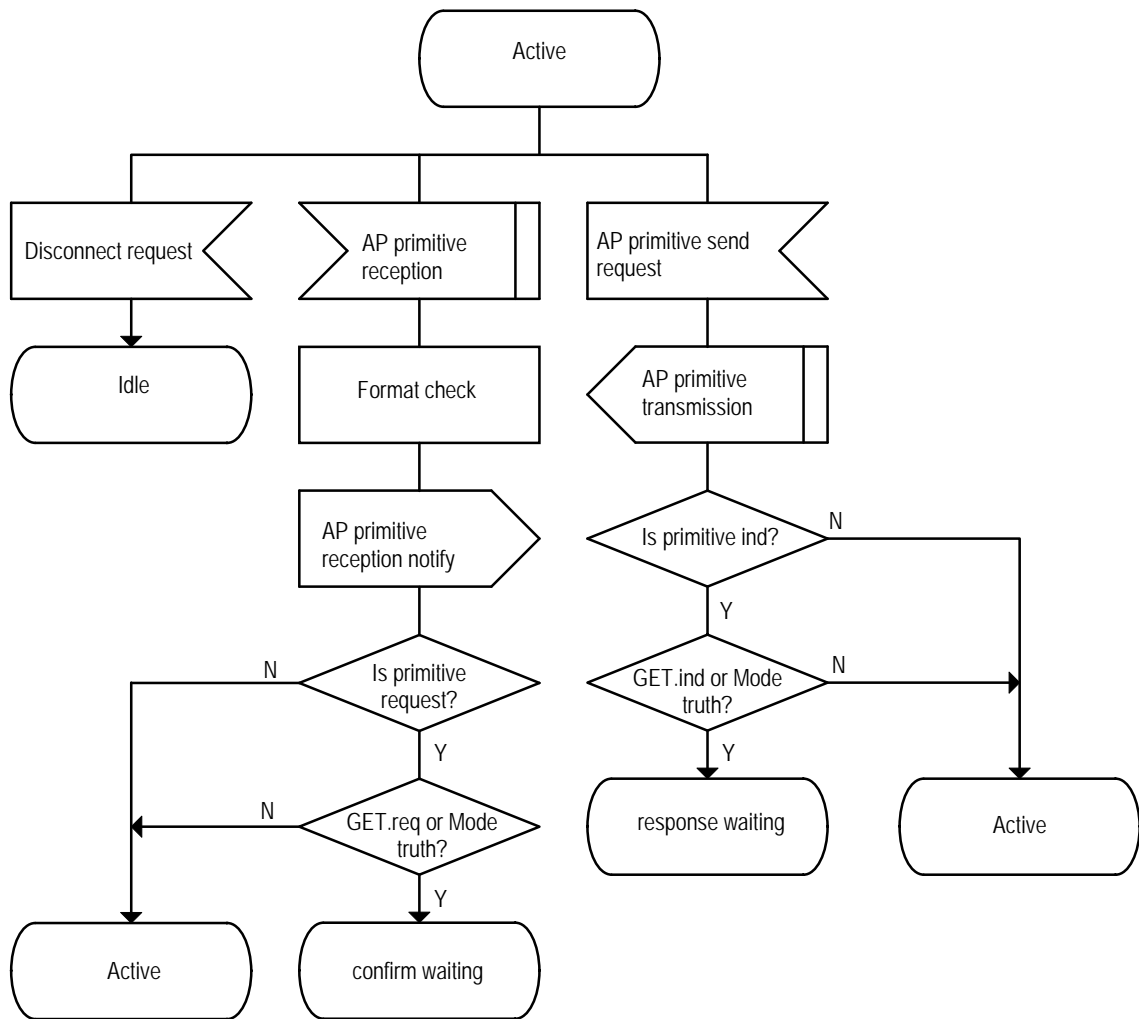 Active
Disconnect request
AP primitive
reception
AP primitive send
request
Idle
Format check
AP primitive
transmission
AP primitive
reception notify
Is primitive ind?
N
Y
Is primitive
request?
N
Y
GET.ind or Mode
truth?
N
Y
GET.req or Mode
truth?
N
Y
response waiting
Active
Active
confirm waiting